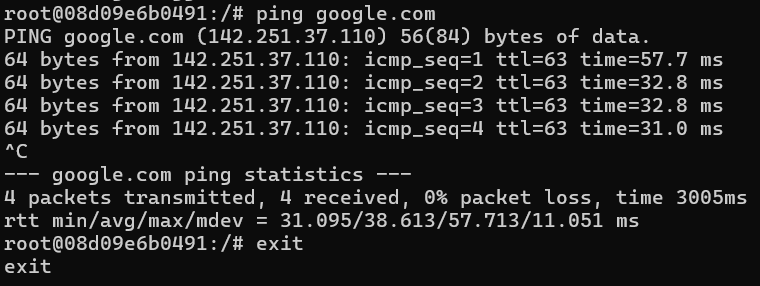 root@08d09e6b0491:/# ping google.com
PING google.com (142.251.37.110) 56(84) bytes of data.
64 bytes from 142.251.37.110: icmp_seq=1 ttl=63 time=57.7 ms
64 bytes from 142.251.37.110: icmp_seq=2 ttl=63 time=32.8 ms
64 bytes from 142.251.37.110: icmp_seq=3 ttl=63 time=32.8 ms
64 bytes from 142.251.37.110: icmp_seq=4 ttl=63 time=31.0 ms
^C
--- google.com ping statistics ---
4 packets transmitted, 4 received, 0% packet loss, time 3005ms
rtt min/avg/max/mdev = 31.095/38.613/57.713/11.051 ms
root@08d09e6b0491:/# exit
exit